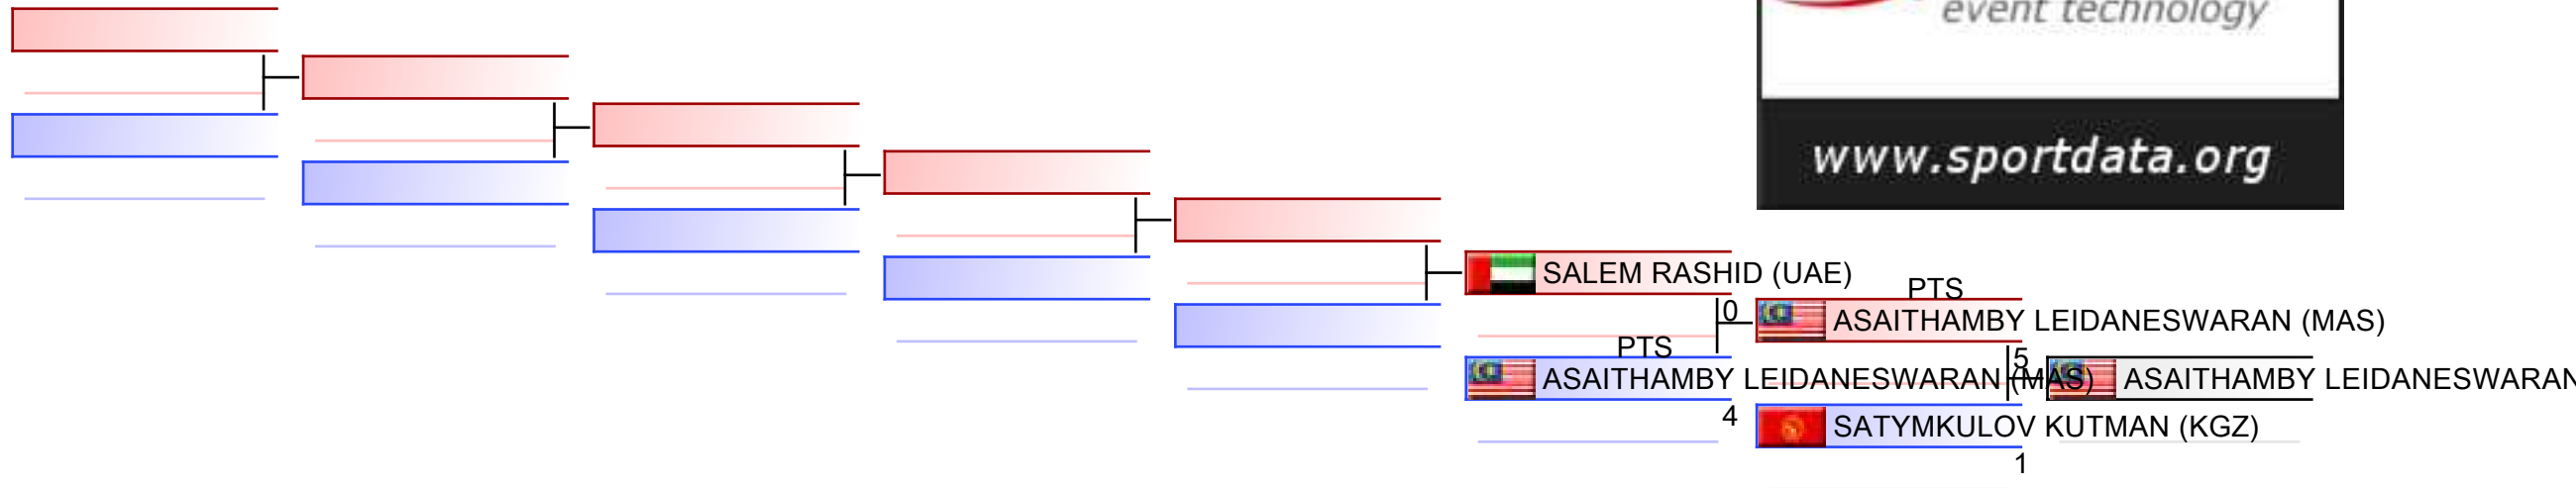 event technology
www.sportdata.org
SALEM RASHID (UAE)
0
PTS
ASAITHAMBY LEIDANESWARAN (MAS)
5
PTS
ASAITHAMBY LEIDANESWARAN (MAS)
4
ASAITHAMBY LEIDANESWARAN
SATYMKULOV KUTMAN (KGZ)
1